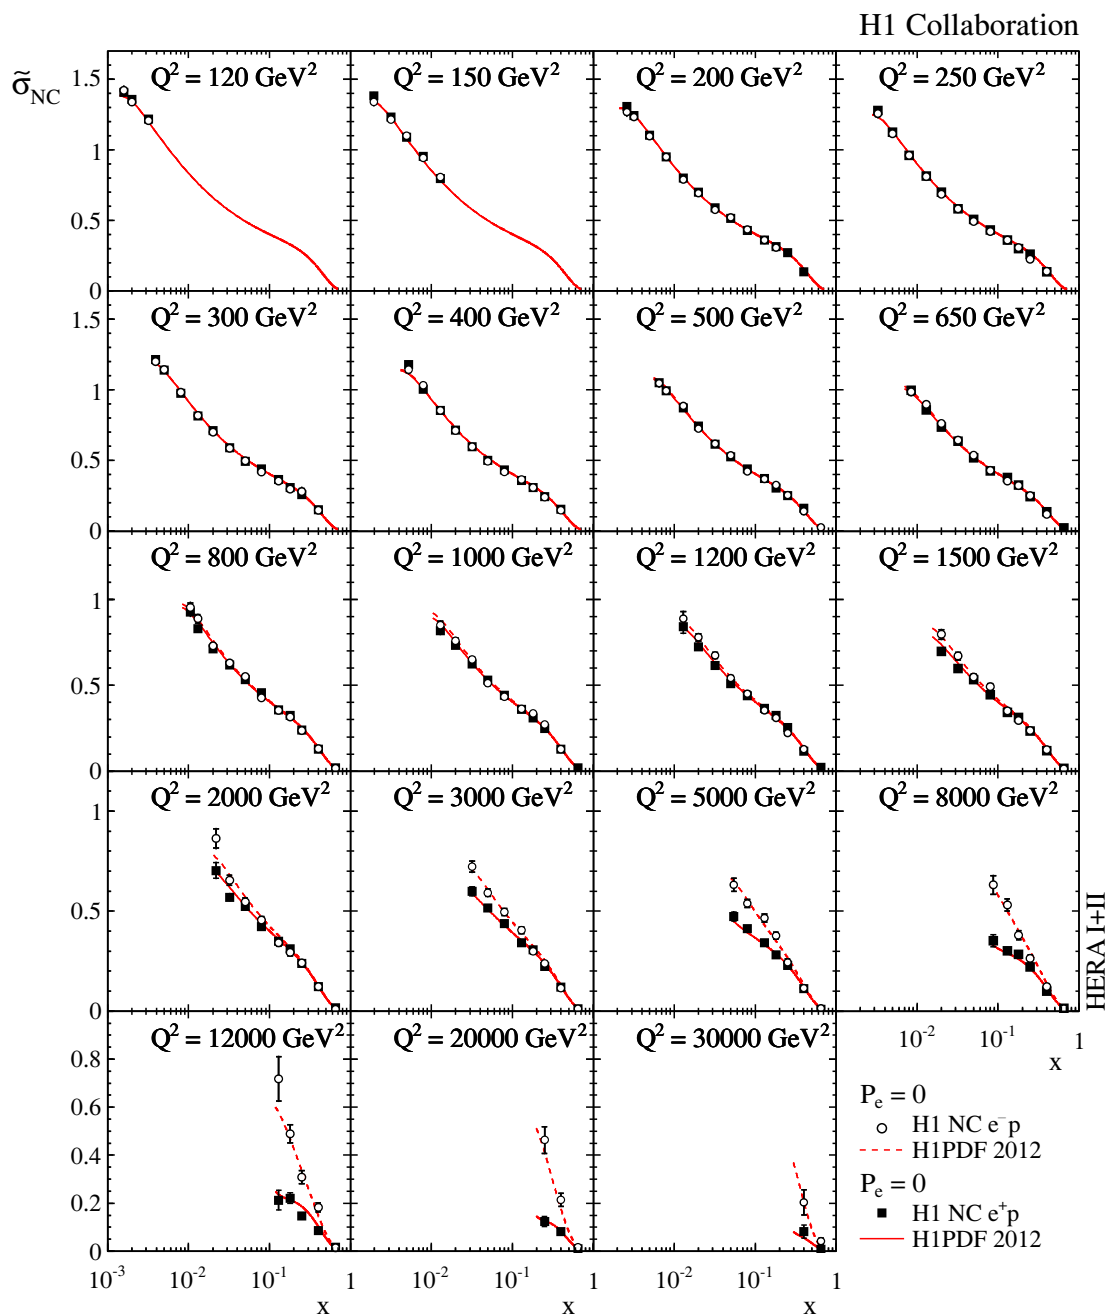 H1 Collaboration
σ̃NC
Q² = 120 GeV²
Q² = 150 GeV²
Q² = 200 GeV²
Q² = 250 GeV²
1.5
1
0.5
0
Q² = 300 GeV²
Q² = 400 GeV²
Q² = 500 GeV²
Q² = 650 GeV²
1.5
1
0.5
0
Q² = 800 GeV²
Q² = 1000 GeV²
Q² = 1200 GeV²
Q² = 1500 GeV²
1
0.5
0
Q² = 2000 GeV²
Q² = 3000 GeV²
Q² = 5000 GeV²
Q² = 8000 GeV²
1
0.5
0
HERA I+II
Q² = 12000 GeV²
Q² = 20000 GeV²
Q² = 30000 GeV²
0.8
0.6
0.4
0.2
0
10⁻² 10⁻¹ 1
x
Pe = 0
H1 NC e⁻p
H1PDF 2012
Pe = 0
H1 NC e⁺p
H1PDF 2012
10⁻³ 10⁻² 10⁻¹ 1
x
10⁻² 10⁻¹ 1
x
10⁻² 10⁻¹ 1
x